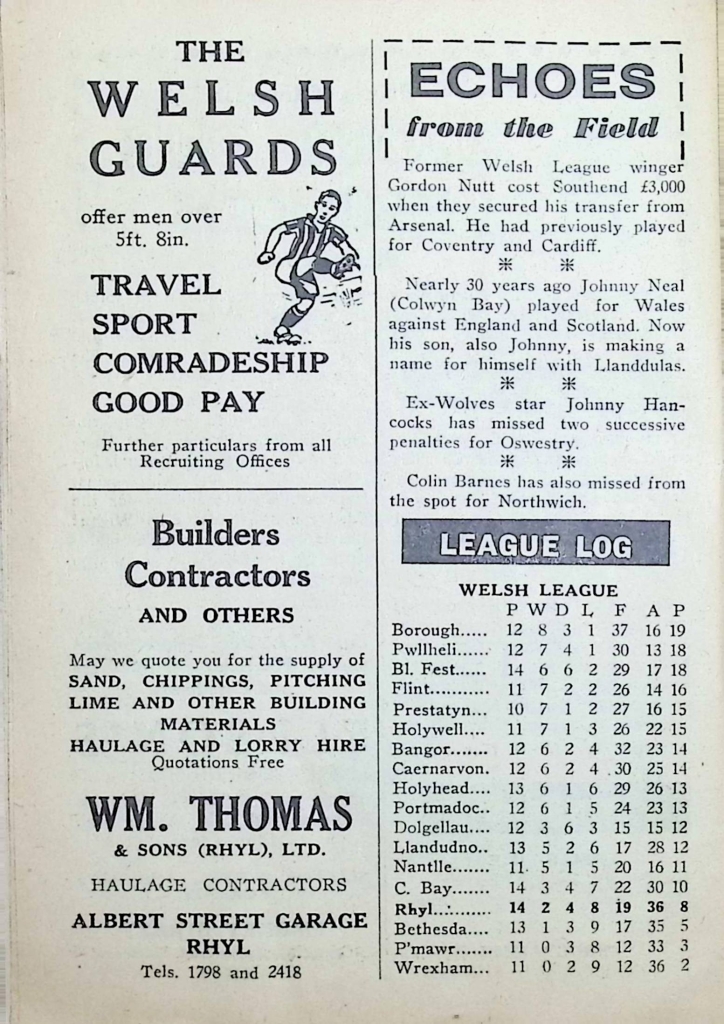 THE
WELSH
GUARDS
offer men over
5ft. 8in.
TRAVEL
SPORT
COMRADESHIP
GOOD PAY
Further particulars from all
Recruiting Offices
Builders
Contractors
AND OTHERS
May we quote you for the supply of
SAND, CHIPPINGS, PITCHING
LIME AND OTHER BUILDING
MATERIALS
HAULAGE AND LORRY HIRE
Quotations Free
WM. THOMAS
& SONS (RHYL), LTD.
HAULAGE CONTRACTORS
ALBERT STREET GARAGE
RHYL
Tels. 1798 and 2418
ECHOES
from the Field
Former Welsh League winger
Gordon Nutt cost Southend £3,000
when they secured his transfer from
Arsenal. He had previously played
for Coventry and Cardiff.
※ ※
Nearly 30 years ago Johnny Neal
(Colwyn Bay) played for Wales
against England and Scotland. Now
his son, also Johnny, is making a
name for himself with Llanddulas.
※ ※
Ex-Wolves star Johnny Han-
cocks has missed two successive
penalties for Oswestry.
※ ※
Colin Barnes has also missed from
the spot for Northwich.
LEAGUE LOG
WELSH LEAGUE
P W D L F A P
Borough..... 12 8 3 1 37 16 19
Pwllheli...... 12 7 4 1 30 13 18
Bl. Fest...... 14 6 6 2 29 17 18
Flint........... 11 7 2 2 26 14 16
Prestatyn... 10 7 1 2 27 16 15
Holywell.... 11 7 1 3 26 22 15
Bangor....... 12 6 2 4 32 23 14
Caernarvon. 12 6 2 4 30 25 14
Holyhead.... 13 6 1 6 29 26 13
Portmadoc.. 12 6 1 5 24 23 13
Dolgellau.... 12 3 6 3 15 15 12
Llandudno.. 13 5 2 6 17 28 12
Nantlle....... 11 5 1 5 20 16 11
C. Bay....... 14 3 4 7 22 30 10
Rhyl........... 14 2 4 8 19 36 8
Bethesda.... 13 1 3 9 17 35 5
P'mawr....... 11 0 3 8 12 33 3
Wrexham... 11 0 2 9 12 36 2